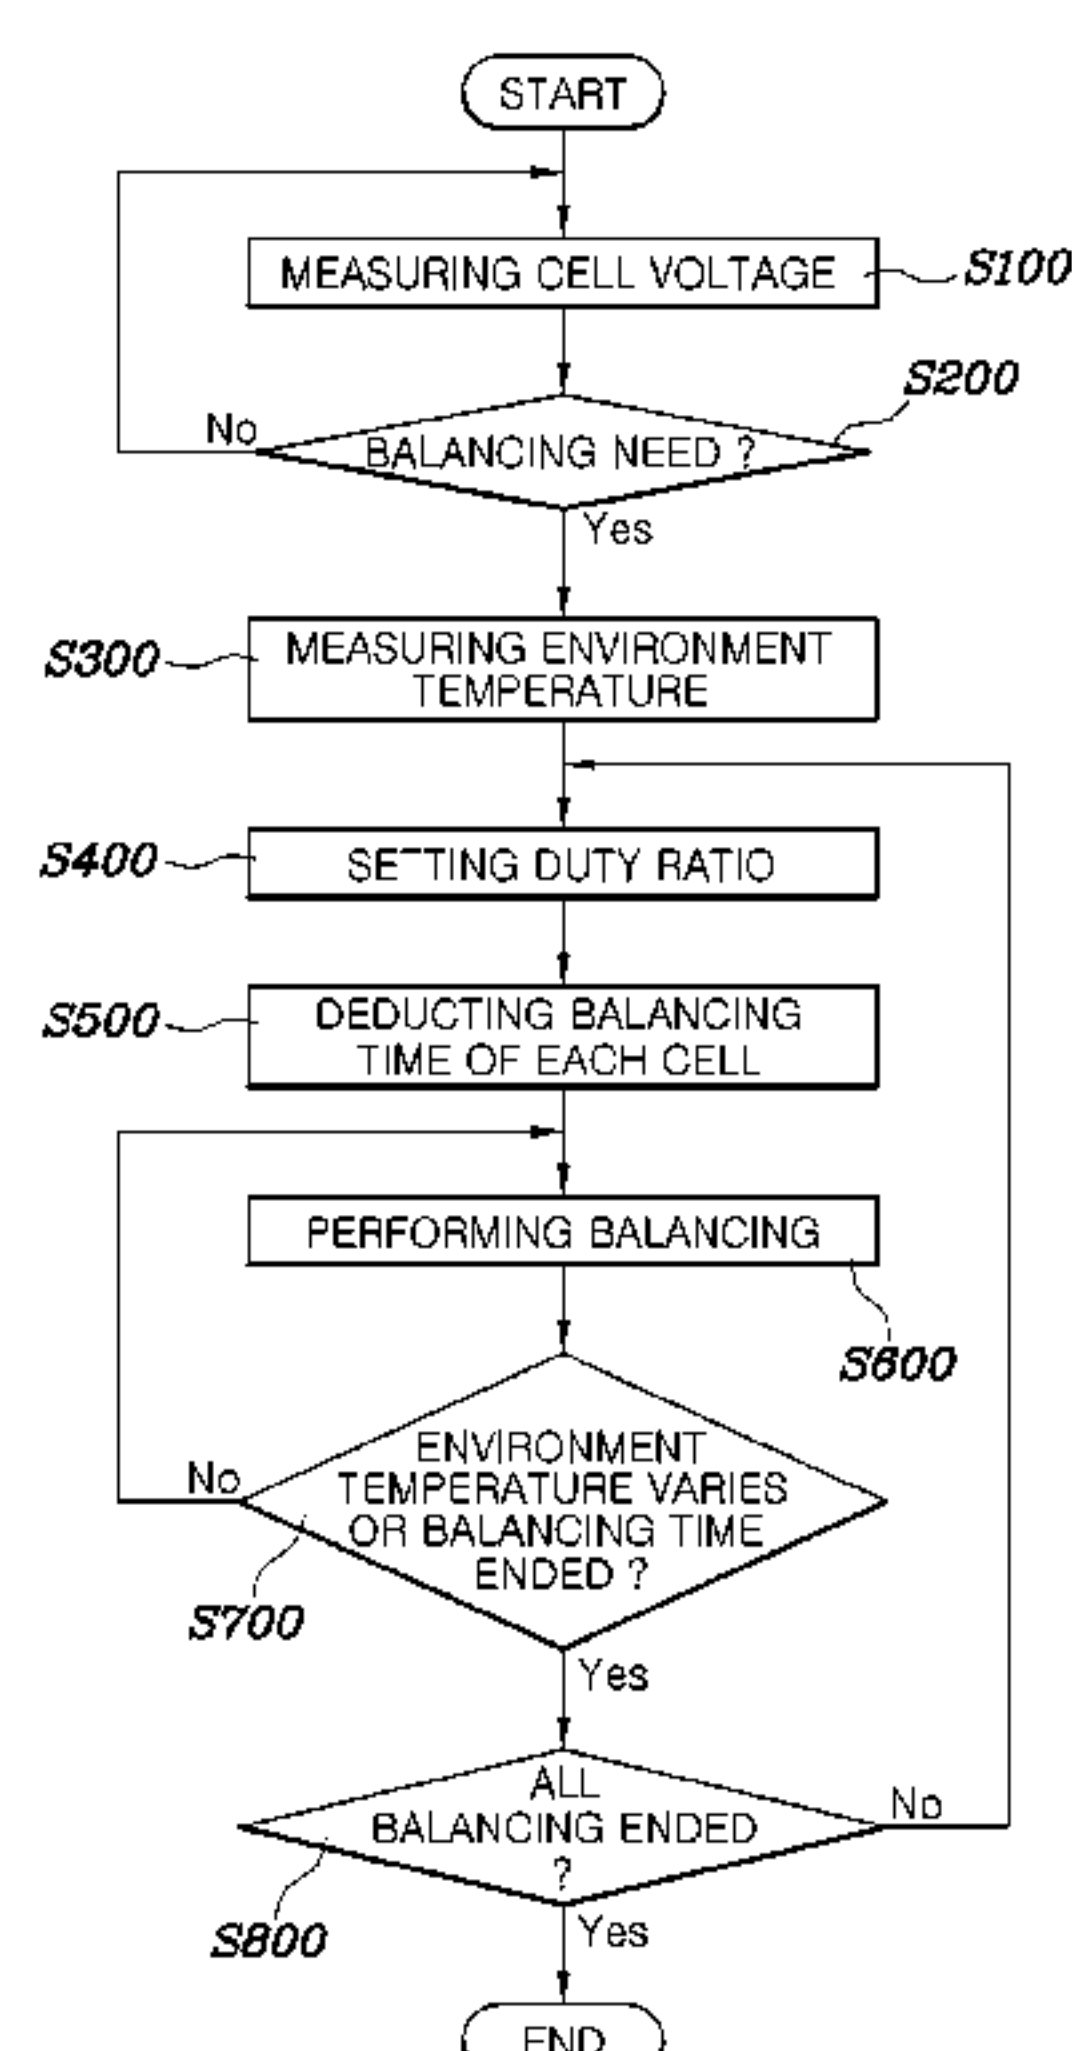 START
MEASURING CELL VOLTAGE
S100
S200
No
BALANCING NEED ?
Yes
S300
MEASURING ENVIRONMENT
TEMPERATURE
S400
SETTING DUTY RATIO
S500
DEDUCTING BALANCING
TIME OF EACH CELL
PERFORMING BALANCING
S600
No
ENVIRONMENT
TEMPERATURE VARIES
OR BALANCING TIME
ENDED ?
S700
Yes
ALL
BALANCING ENDED
?
No
S800
Yes
END